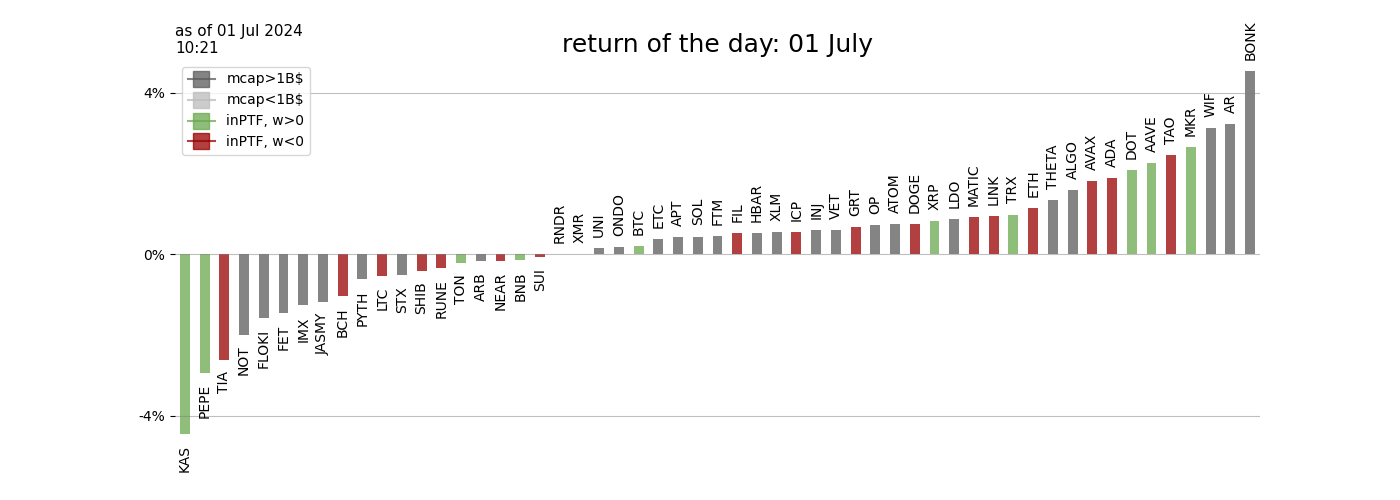 as of 01 Jul 2024
10:21
return of the day: 01 July
mcap>1B$
mcap<1B$
inPTF, w>0
inPTF, w<0
4%
0%
-4%
KAS
PEPE
TIA
NOT
FLOKI
FET
IMX
JASMY
BCH
PYTH
LTC
STX
SHIB
RUNE
TON
ARB
NEAR
BNB
SUI
RNDR
XMR
UNI
ONDO
BTC
ETC
APT
SOL
FTM
FIL
HBAR
XLM
ICP
INJ
VET
GRT
OP
ATOM
DOGE
XRP
LDO
MATIC
LINK
TRX
ETH
THETA
ALGO
AVAX
ADA
DOT
AAVE
TAO
MKR
WIF
AR
BONK